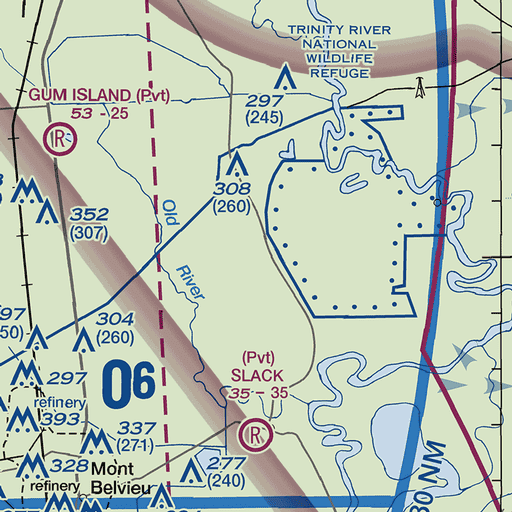 TRINITY RIVER
NATIONAL
WILDLIFE
REFUGE
GUM ISLAND (Pvt)
53 - 25
R
297
(245)
308
(260)
352
(307)
Old
River
304
(260)
297
06
(Pvt)
SLACK
35 - 35
R
refinery
393
337
(271)
328
refinery
Mont
Belvieu
277
(240)
30 NM